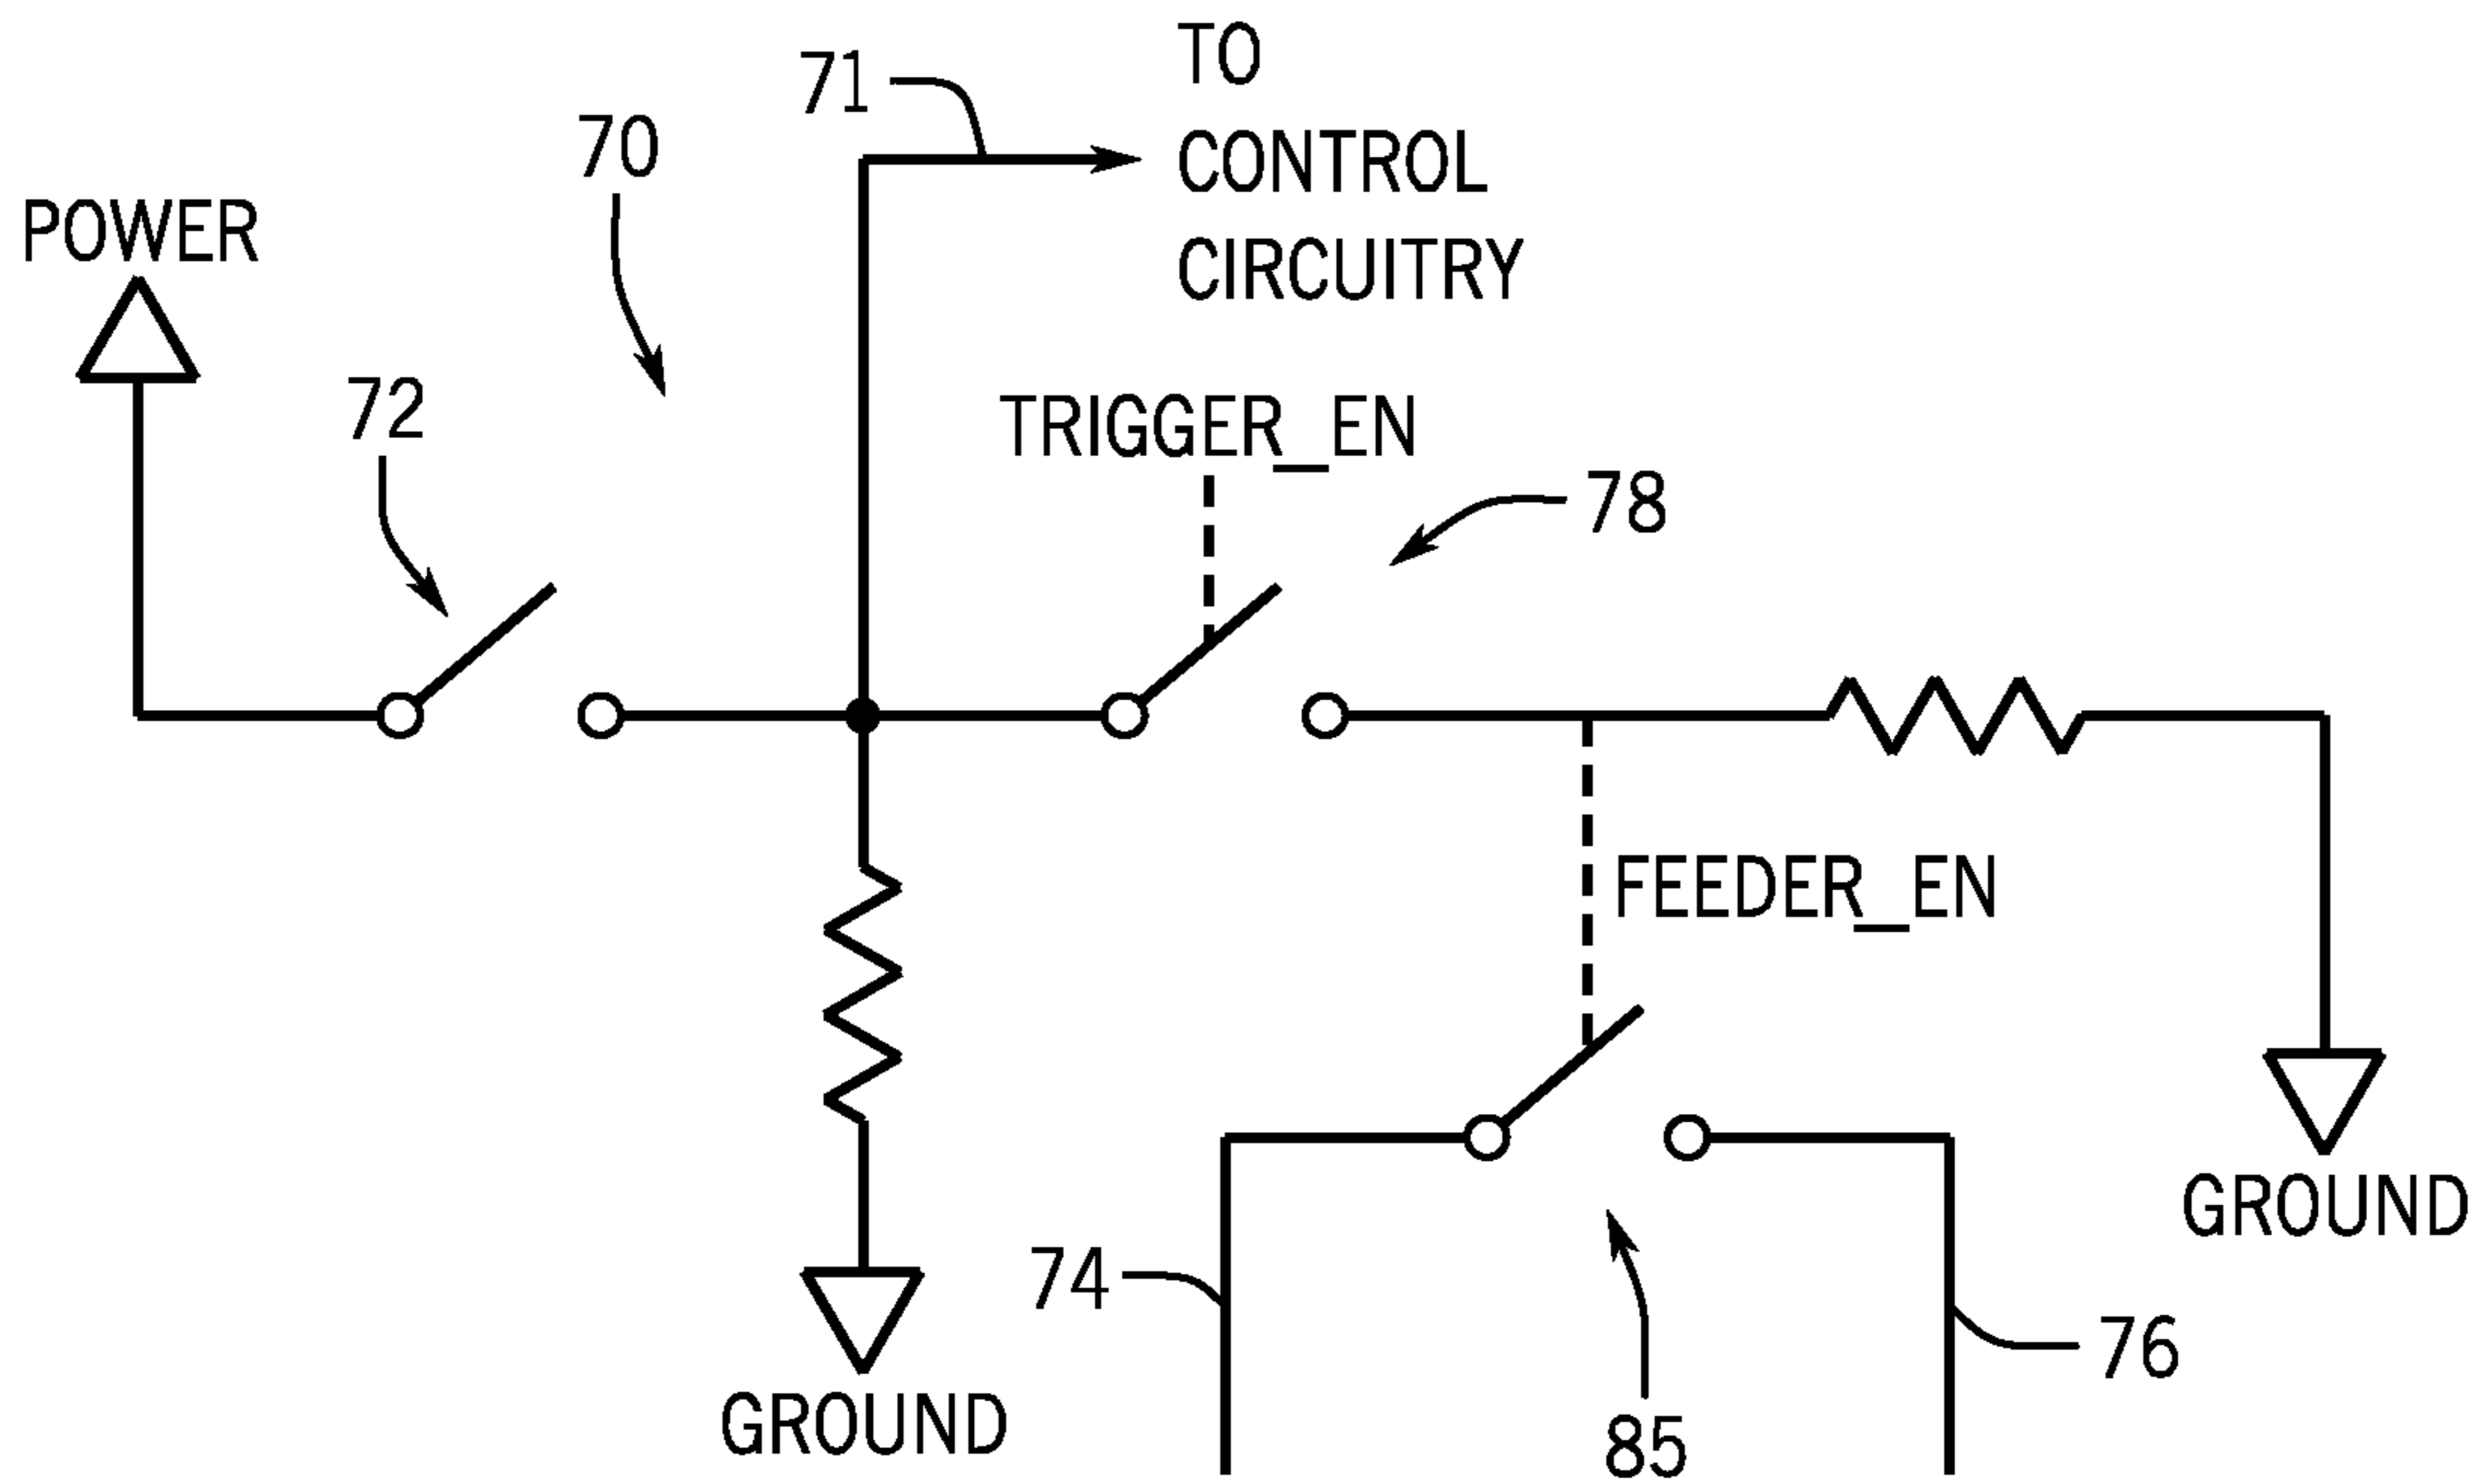 71
TO
CONTROL
CIRCUITRY
70
POWER
72
TRIGGER_EN
78
FEEDER_EN
GROUND
74
76
GROUND
85